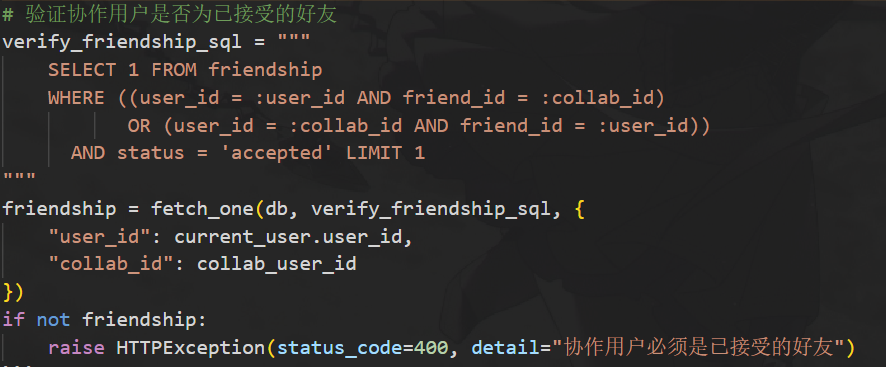 # 验证协作用户是否为已接受的好友
verify_friendship_sql = """
    SELECT 1 FROM friendship
    WHERE ((user_id = :user_id AND friend_id = :collab_id)
           OR (user_id = :collab_id AND friend_id = :user_id))
      AND status = 'accepted' LIMIT 1
"""
friendship = fetch_one(db, verify_friendship_sql, {
    "user_id": current_user.user_id,
    "collab_id": collab_user_id
})
if not friendship:
    raise HTTPException(status_code=400, detail="协作用户必须是已接受的好友")